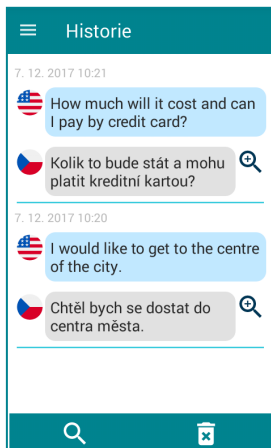 Historie
7. 12. 2017 10:21
How much will it cost and can
I pay by credit card?
Kolik to bude stát a mohu
platit kreditní kartou?
7. 12. 2017 10:20
I would like to get to the centre
of the city.
Chtěl bych se dostat do
centra města.